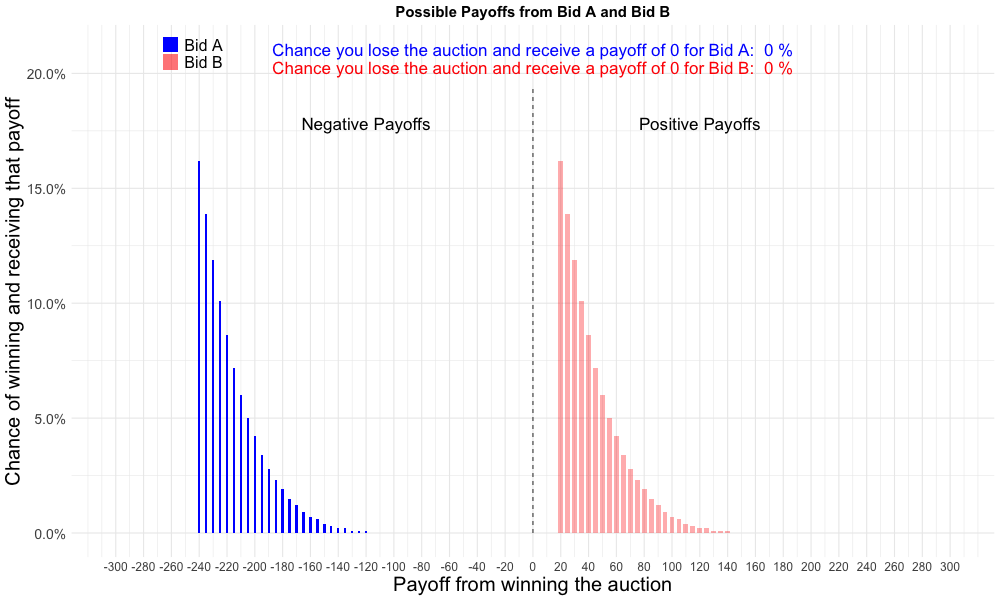 Possible Payoffs from Bid A and Bid B
Bid A
Bid B
Chance you lose the auction and receive a payoff of 0 for Bid A:  0 %
Chance you lose the auction and receive a payoff of 0 for Bid B:  0 %
Negative Payoffs
Positive Payoffs
Chance of winning and receiving that payoff
20.0%
15.0%
10.0%
5.0%
0.0%
-300 -280 -260 -240 -220 -200 -180 -160 -140 -120 -100 -80 -60 -40 -20 0 20 40 60 80 100 120 140 160 180 200 220 240 260 280 300
Payoff from winning the auction